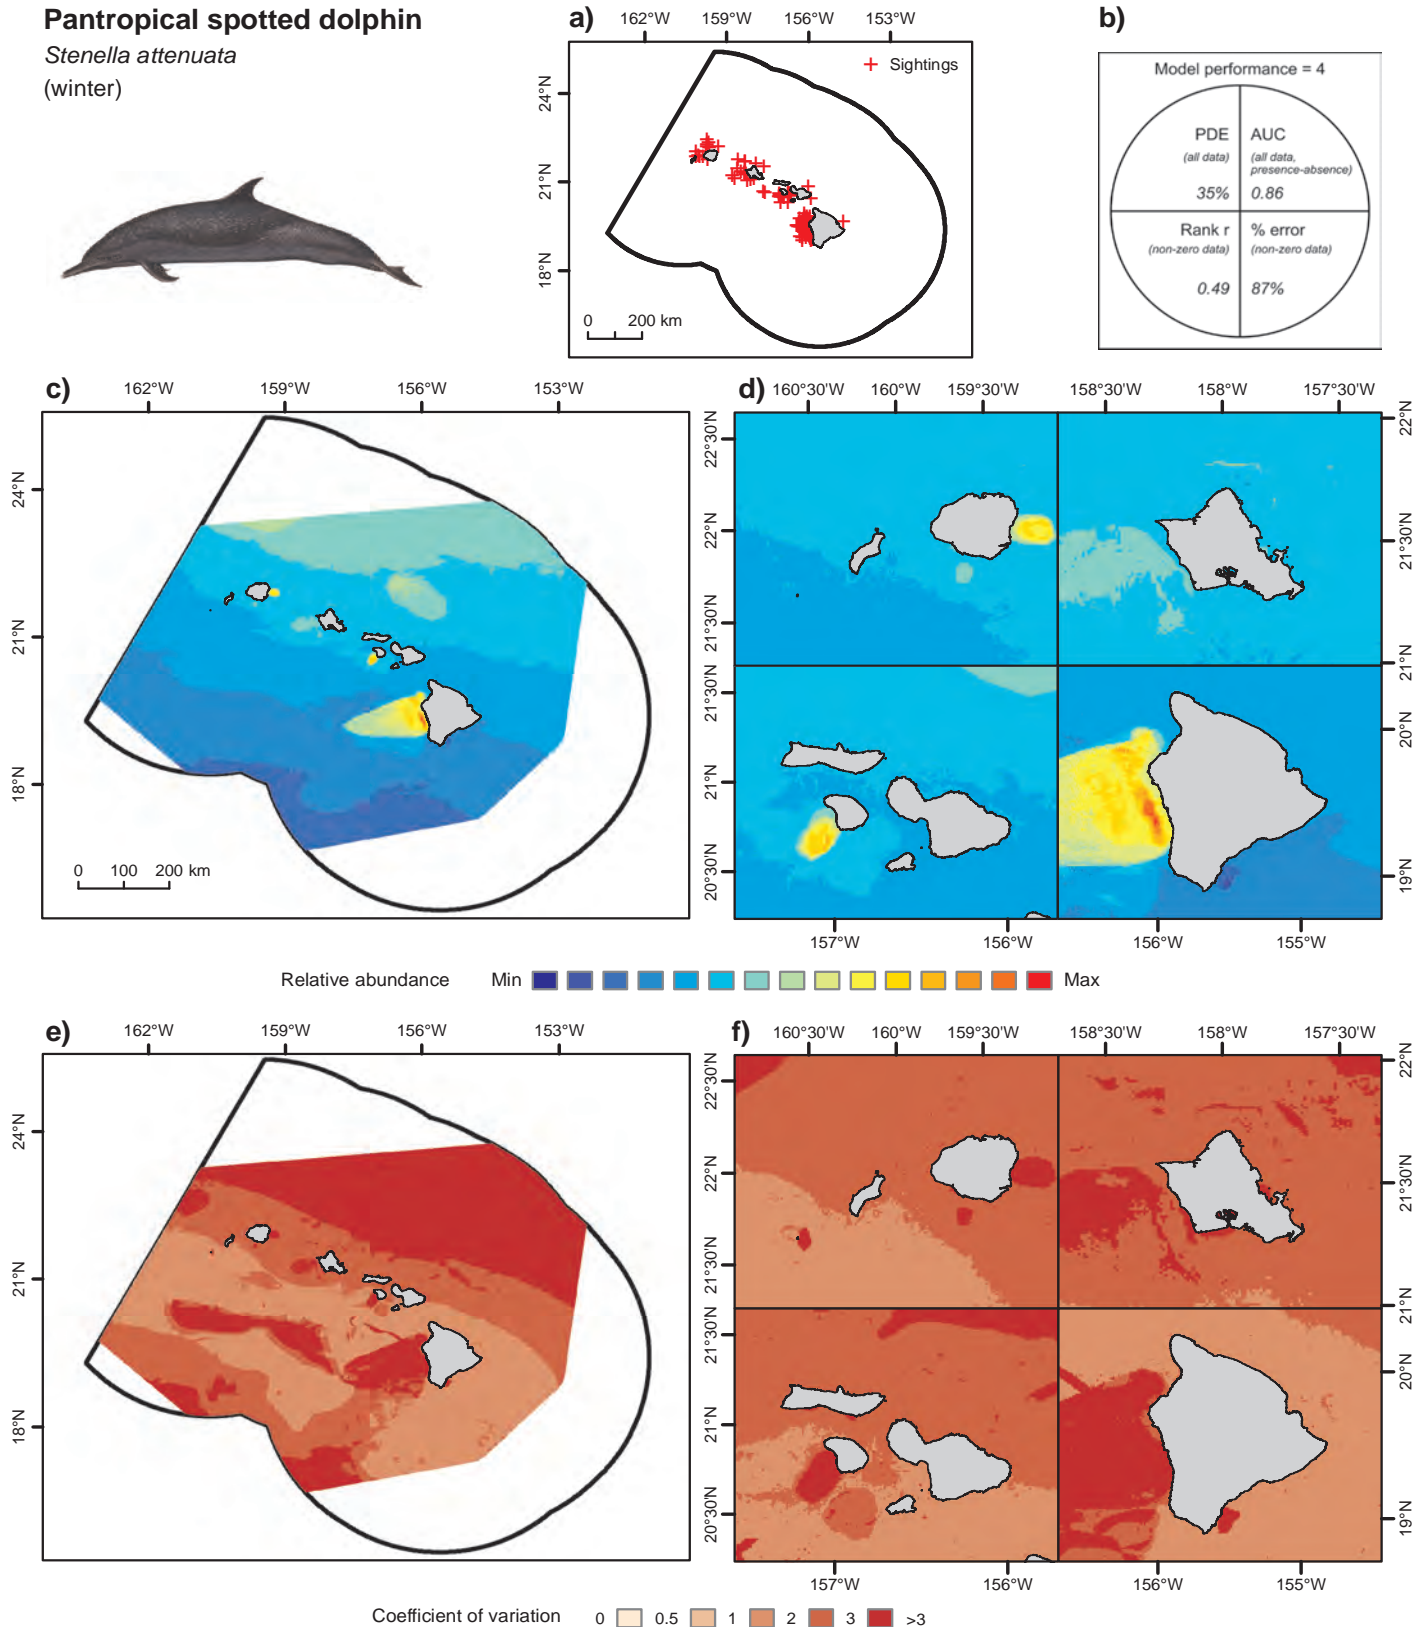 Pantropical spotted dolphin
Stenella attenuata
(winter)
a)
162°W 159°W 156°W 153°W
Sightings
24°N
21°N
18°N
0 200 km
b)
Model performance = 4
PDE
(all data)
35%
AUC
(all data,
presence-absence)
0.86
Rank r
(non-zero data)
0.49
% error
(non-zero data)
87%
c)
162°W 159°W 156°W 153°W
24°N
21°N
18°N
0 100 200 km
d)
160°30'W 160°W 159°30'W 158°30'W 158°W 157°30'W
22°30'N
22°N
21°30'N
22°N
21°30'N
21°N
21°30'N
21°N
20°30'N
20°N
19°N
157°W 156°W 156°W 155°W
Relative abundance Min Max
e)
162°W 159°W 156°W 153°W
24°N
21°N
18°N
f)
160°30'W 160°W 159°30'W 158°30'W 158°W 157°30'W
22°30'N
22°N
21°30'N
22°N
21°30'N
21°N
21°30'N
21°N
20°30'N
20°N
19°N
157°W 156°W 156°W 155°W
Coefficient of variation 0 0.5 1 2 3 >3